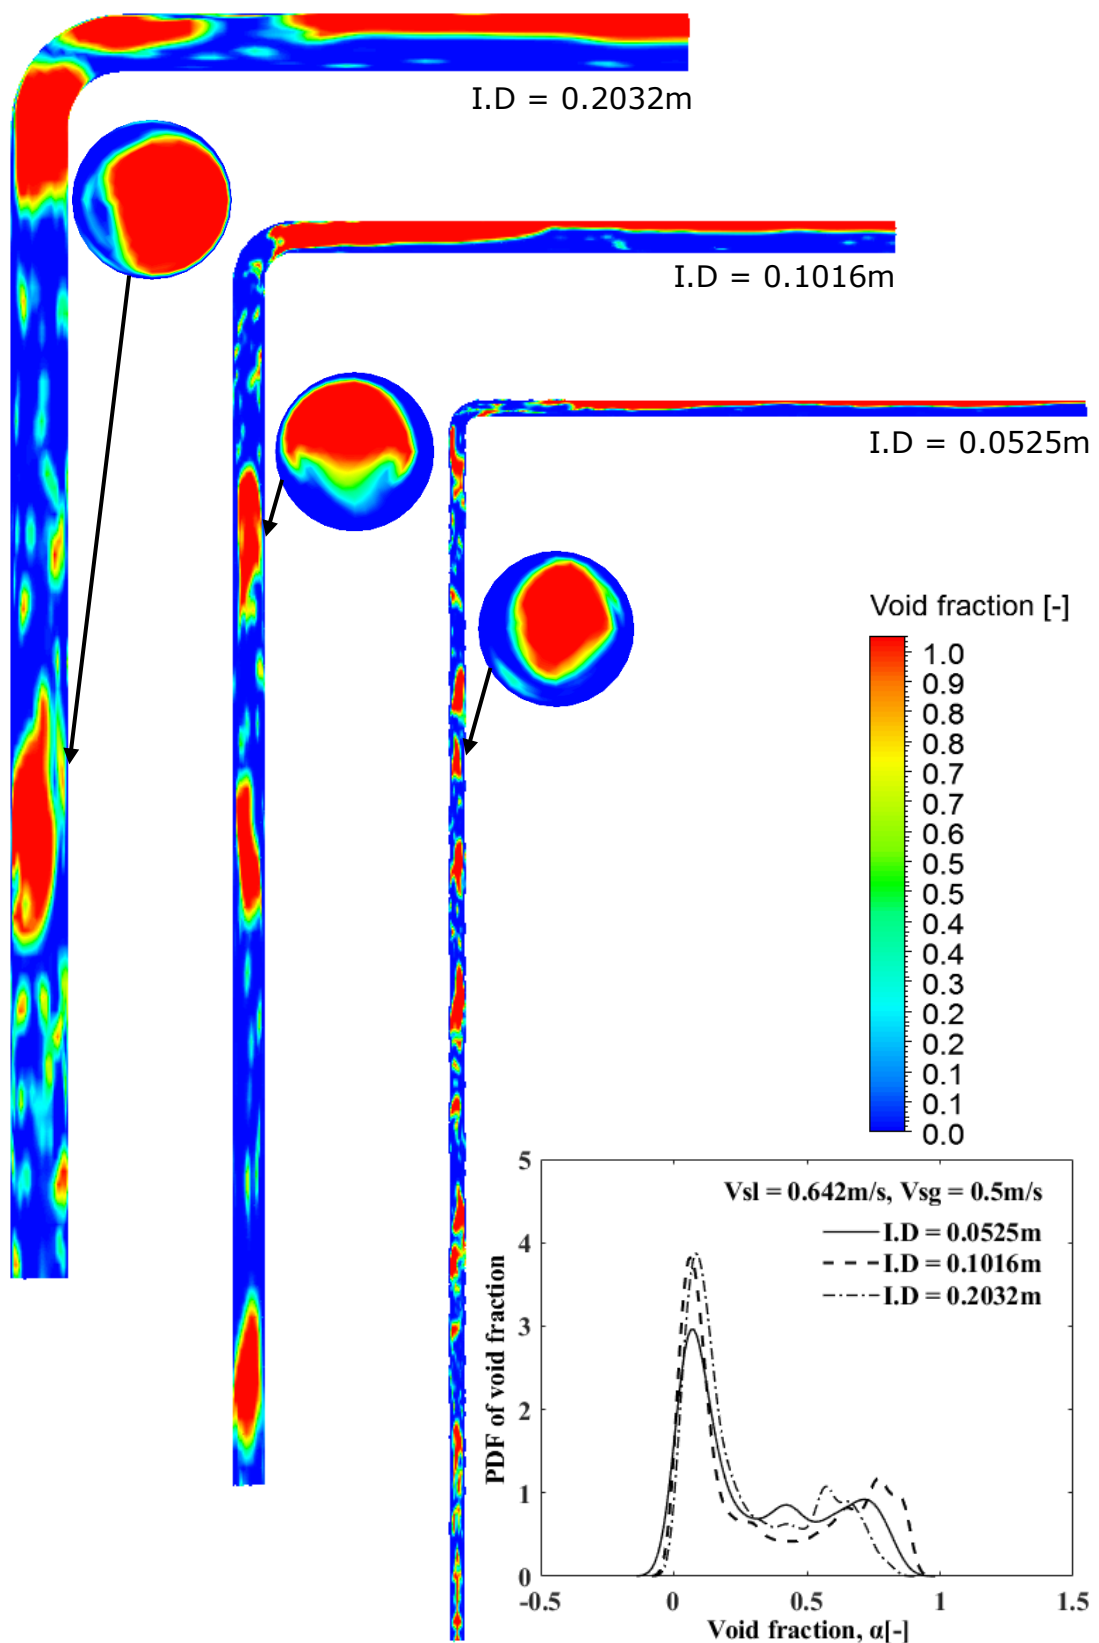 I.D = 0.2032m
I.D = 0.1016m
I.D = 0.0525m
Void fraction [-]
1.0
0.9
0.8
0.8
0.7
0.7
0.6
0.5
0.5
0.4
0.4
0.3
0.2
0.2
0.1
0.1
0.0
Vsl = 0.642m/s, Vsg = 0.5m/s
I.D = 0.0525m
I.D = 0.1016m
I.D = 0.2032m
PDF of void fraction
5
4
3
2
1
0
-0.5 0 0.5 1 1.5
Void fraction, α[-]